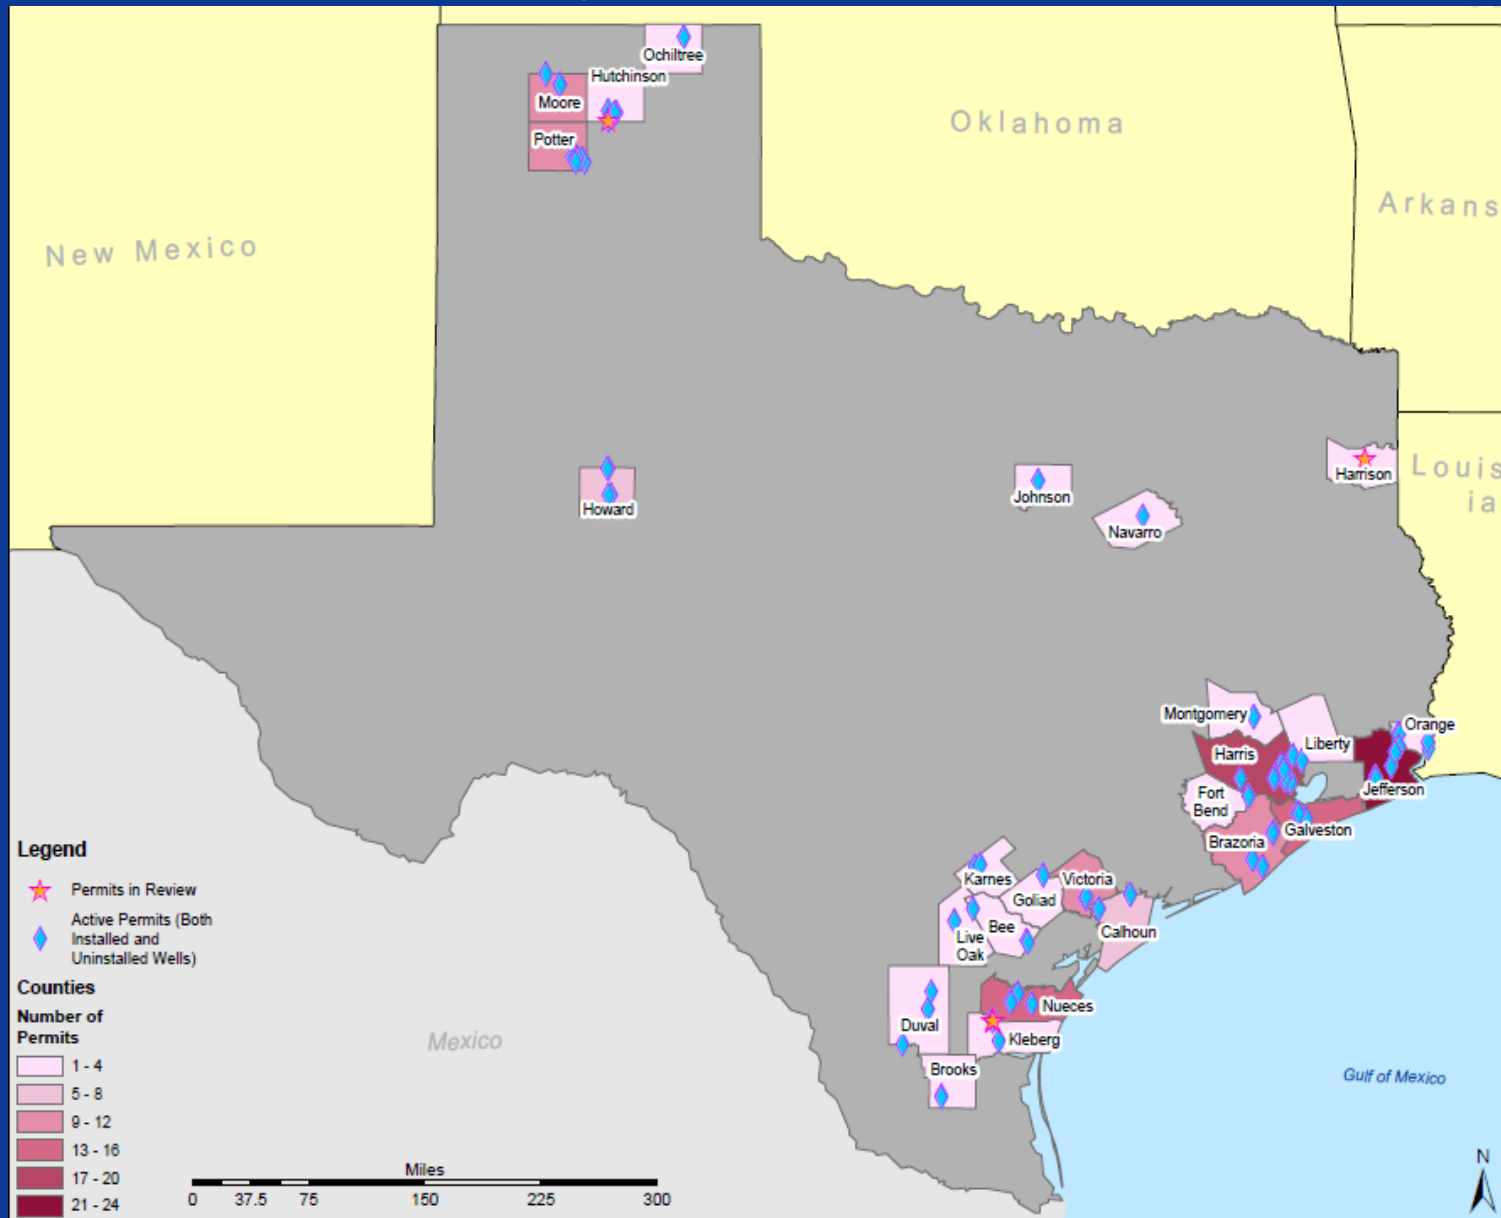 Ochiltree
Hutchinson
Moore
Potter
Oklahoma
Arkans
New Mexico
Harrison
Louis
ia
Howard
Johnson
Navarro
Montgomery
Orange
Harris
Liberty
Jefferson
Fort
Bend
Galveston
Brazoria
Karnes
Victoria
Goliad
Bee
Calhoun
Live
Oak
Nueces
Duval
Kleberg
Brooks
Mexico
Gulf of Mexico
Legend
Permits in Review
Active Permits (Both
Installed and
Uninstalled Wells)
Counties
Number of
Permits
1 - 4
5 - 8
9 - 12
13 - 16
17 - 20
21 - 24
Miles
0 37.5 75 150 225 300
N